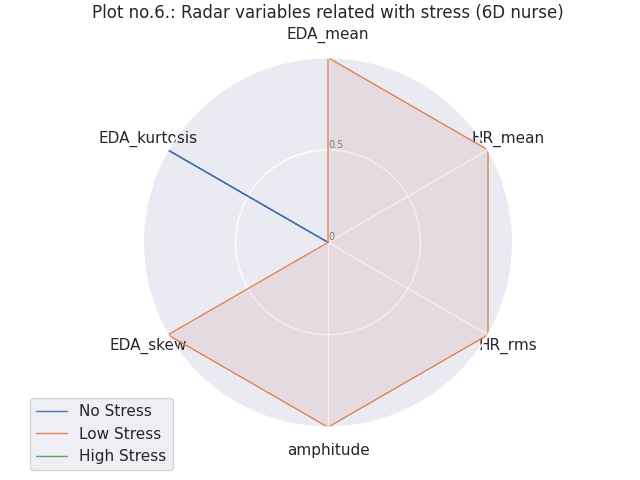 Plot no.6.: Radar variables related with stress (6D nurse)
EDA_mean
EDA_kurtosis
HR_mean
0.5
0
EDA_skew
HR_rms
amphitude
No Stress
Low Stress
High Stress